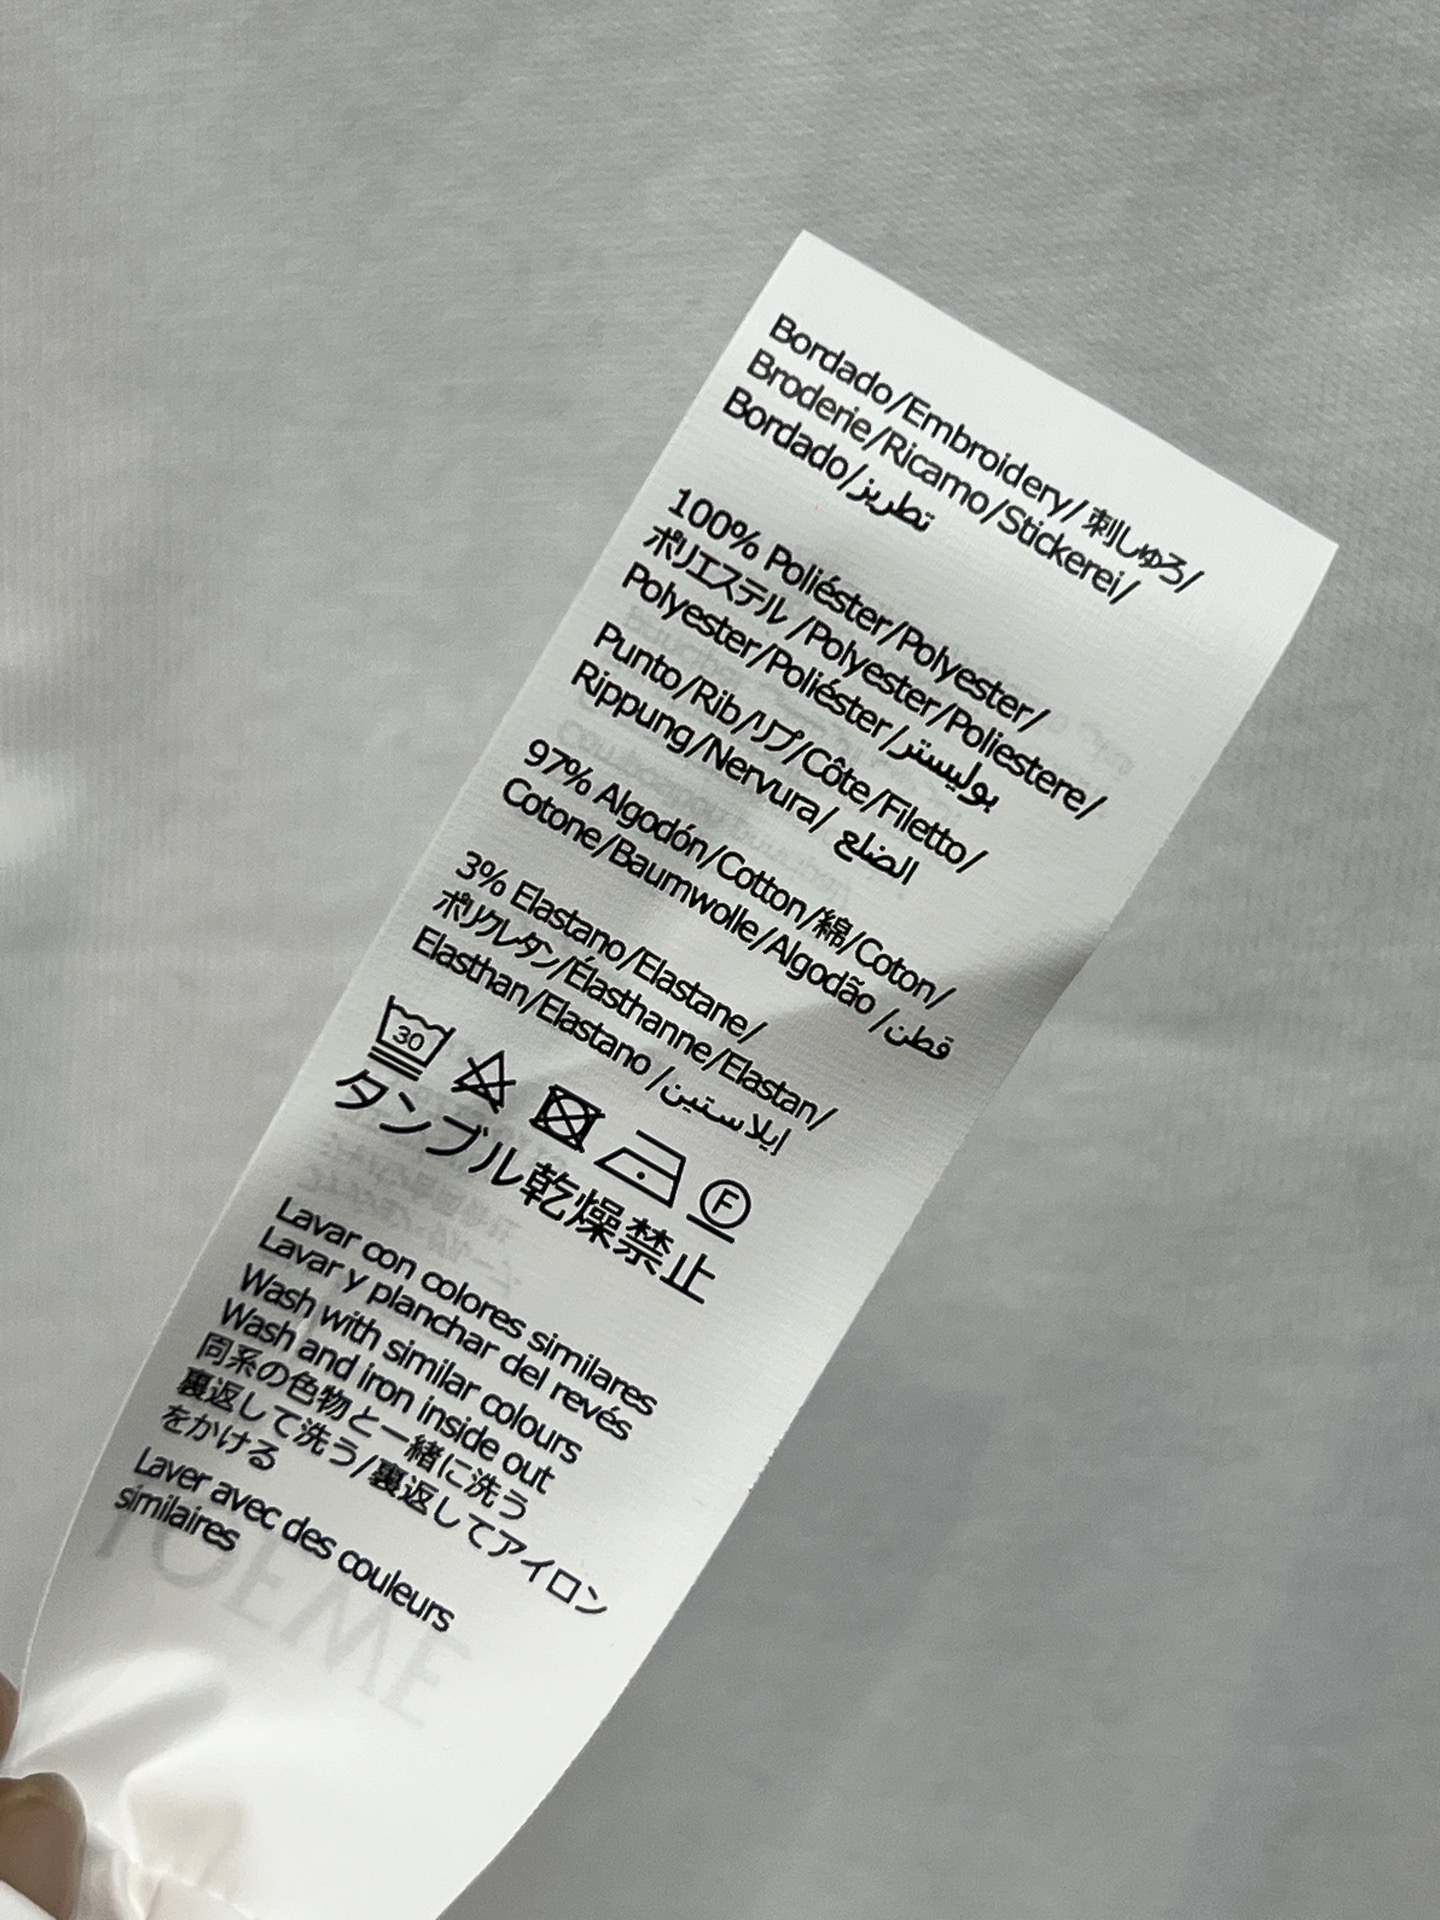 Bordado/Embroidery/ 刺しゅろ/
Broderie/Ricamo/Stickerei/
Bordado/تطريز
100% Poliéster/Polyester/
ポリエステル /Polyester/Poliestere/
Polyester/Poliéster/بوليستر
Punto/Rib/リブ/Côte/Filetto/
Rippung/Nervura/ الضلع
97% Algodón/Cotton/綿/Coton/
Cotone/Baumwolle/Algodão /قطن
3% Elastano/Elastane/
ポリクレタン/Élasthanne/Elastan/
Elasthan/Elastano /إيلاستين
30 F
タンブル乾燥禁止
Lavar con colores similares
Lavar y planchar del revés
Wash with similar colours
Wash and iron inside out
同系の色物と一緒に洗う
裏返して洗う/裏返してアイロン
をかける
Laver avec des couleurs
similaires